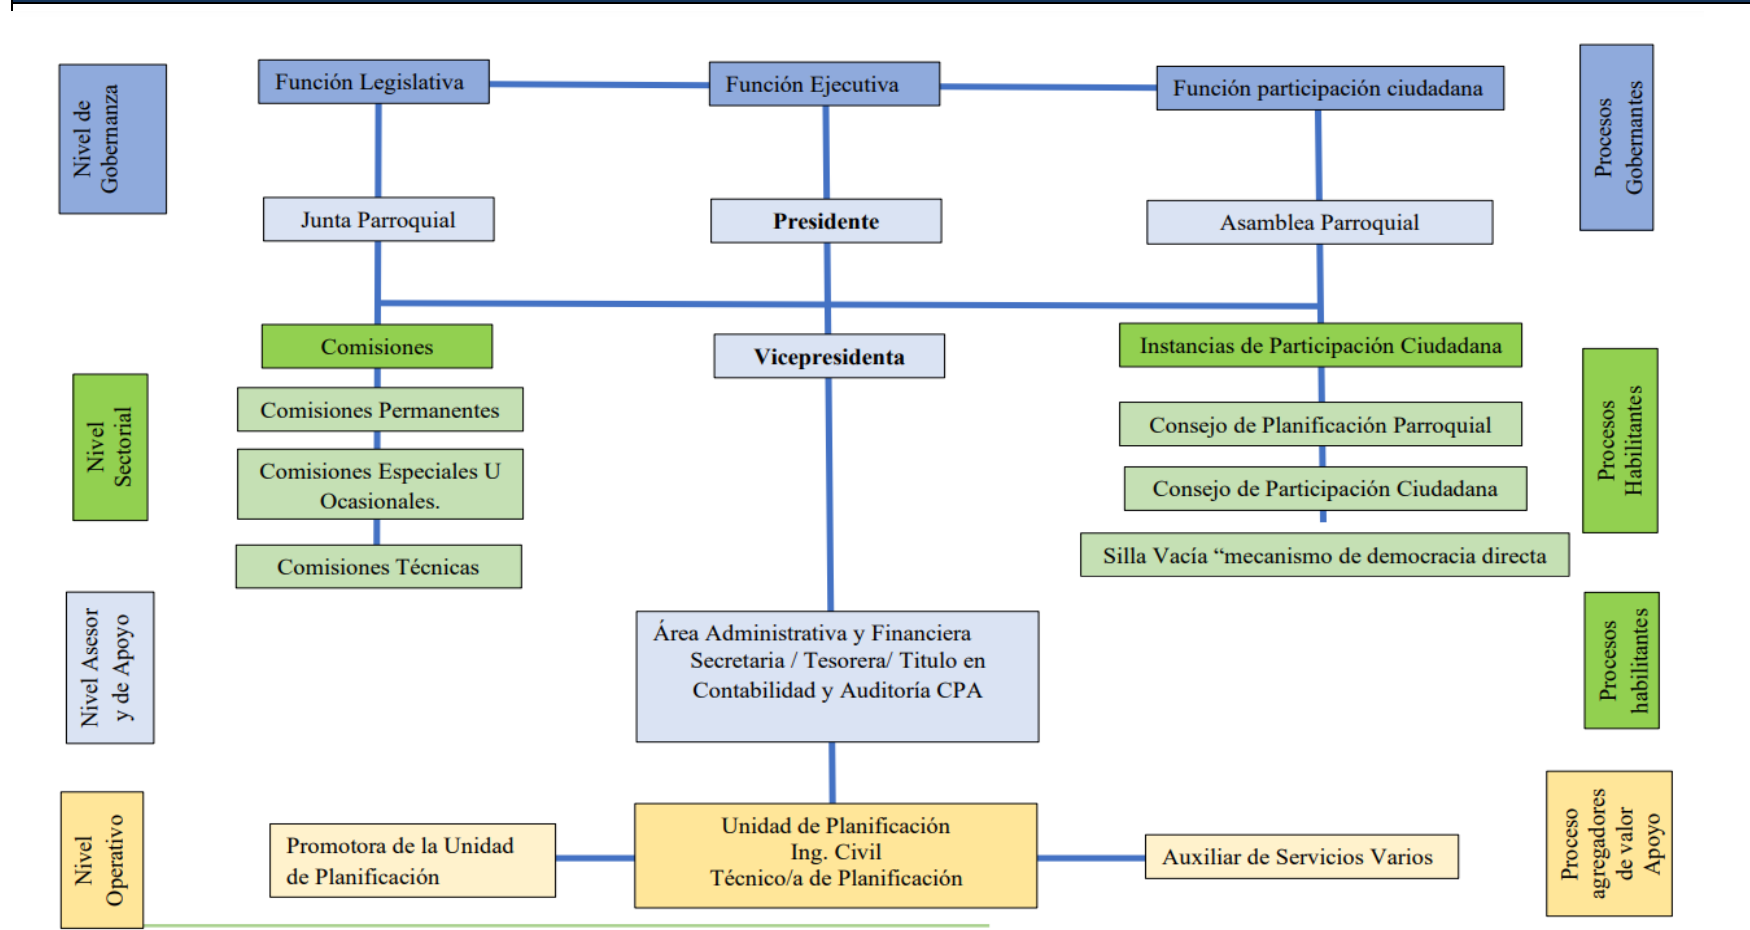 Nivel de
Gobernanza
Función Legislativa
Función Ejecutiva
Función participación ciudadana
Procesos
Gobernantes
Junta Parroquial
Presidente
Asamblea Parroquial
Nivel
Sectorial
Comisiones
Vicepresidenta
Instancias de Participación Ciudadana
Procesos
Habilitantes
Comisiones Permanentes
Consejo de Planificación Parroquial
Comisiones Especiales U
Ocasionales.
Consejo de Participación Ciudadana
Comisiones Técnicas
Silla Vacía “mecanismo de democracia directa
Nivel Asesor
y de Apoyo
Área Administrativa y Financiera
Secretaria / Tesorera/ Titulo en
Contabilidad y Auditoría CPA
Procesos
habilitantes
Nivel
Operativo
Promotora de la Unidad
de Planificación
Unidad de Planificación
Ing. Civil
Técnico/a de Planificación
Auxiliar de Servicios Varios
Proceso
agregadores
de valor
Apoyo